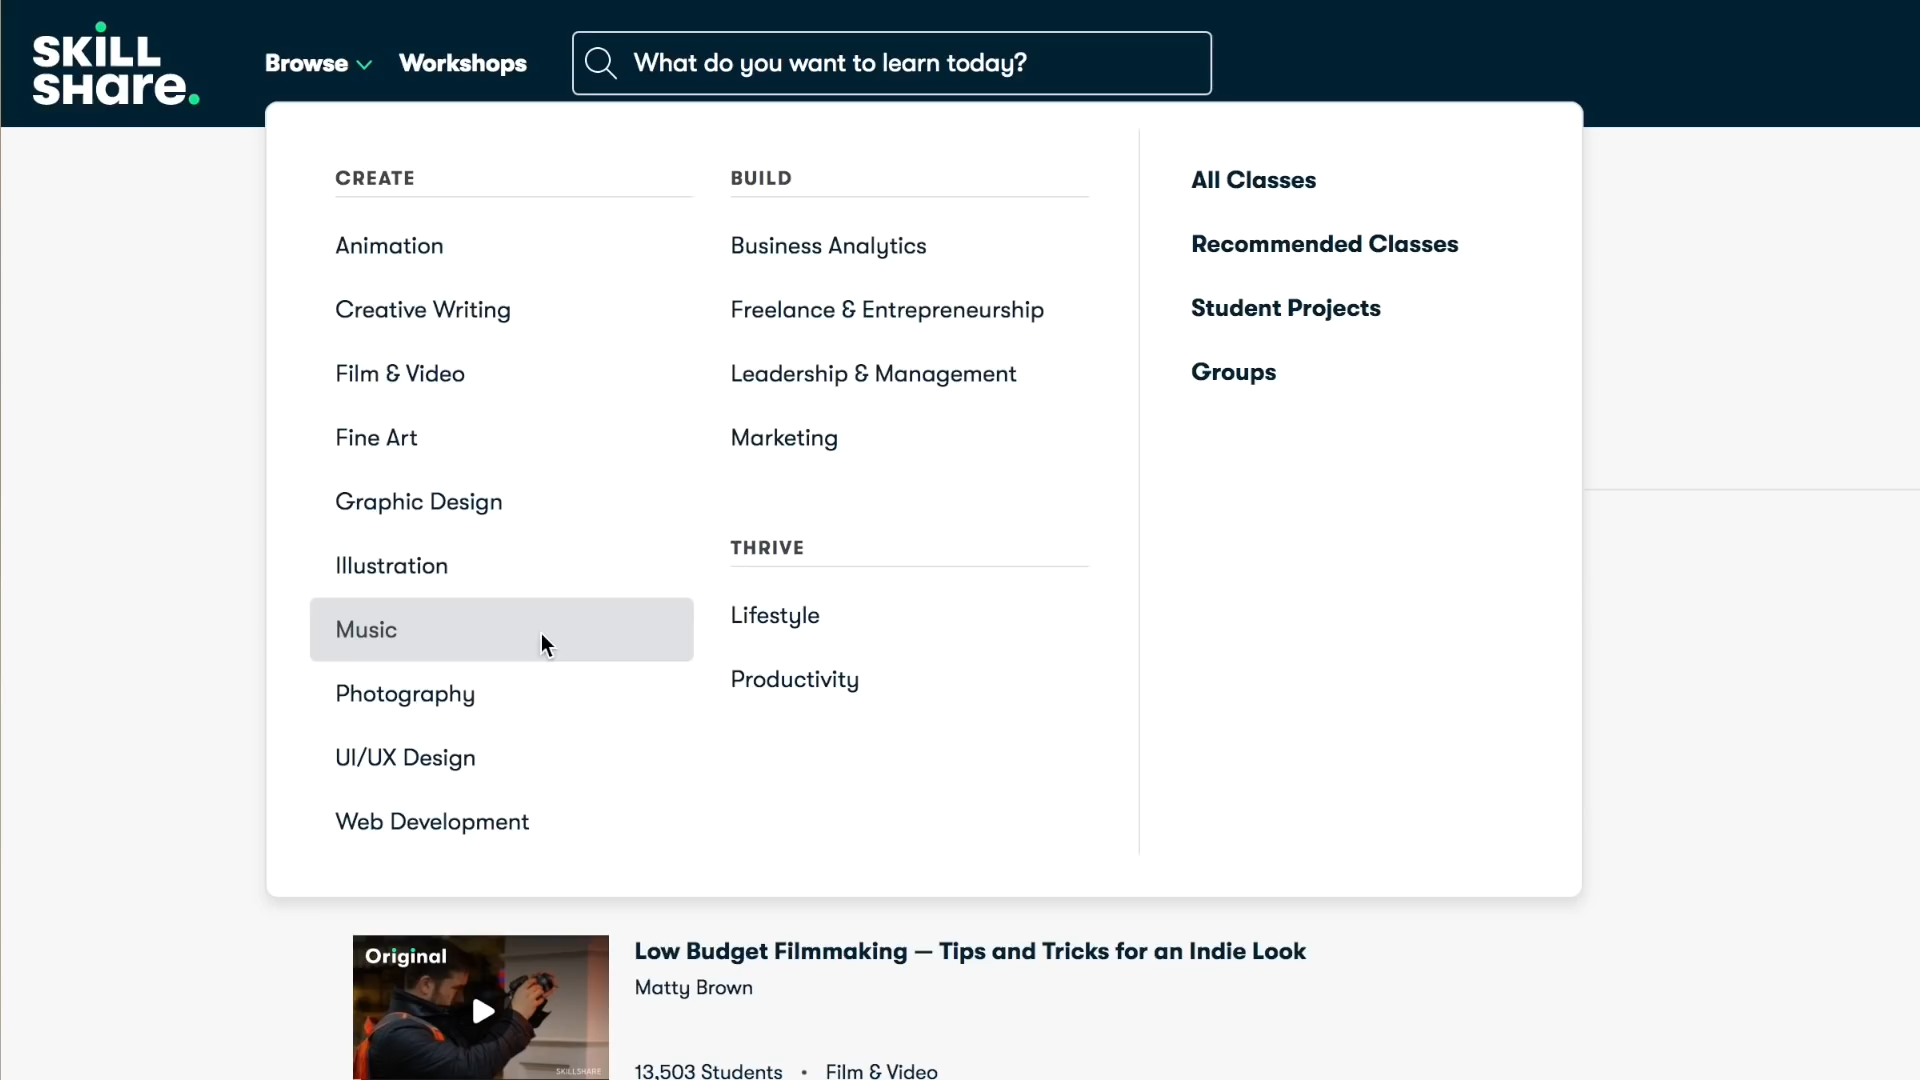 SKILL
SHare.
Browse
Workshops
What do you want to learn today?
CREATE
Animation
Creative Writing
Film & Video
Fine Art
Graphic Design
Illustration
Music
Photography
UI/UX Design
Web Development
BUILD
Business Analytics
Freelance & Entrepreneurship
Leadership & Management
Marketing
THRIVE
Lifestyle
Productivity
All Classes
Recommended Classes
Student Projects
Groups
Original
SKILLSHARE
Low Budget Filmmaking — Tips and Tricks for an Indie Look
Matty Brown
13,503 Students • Film & Video